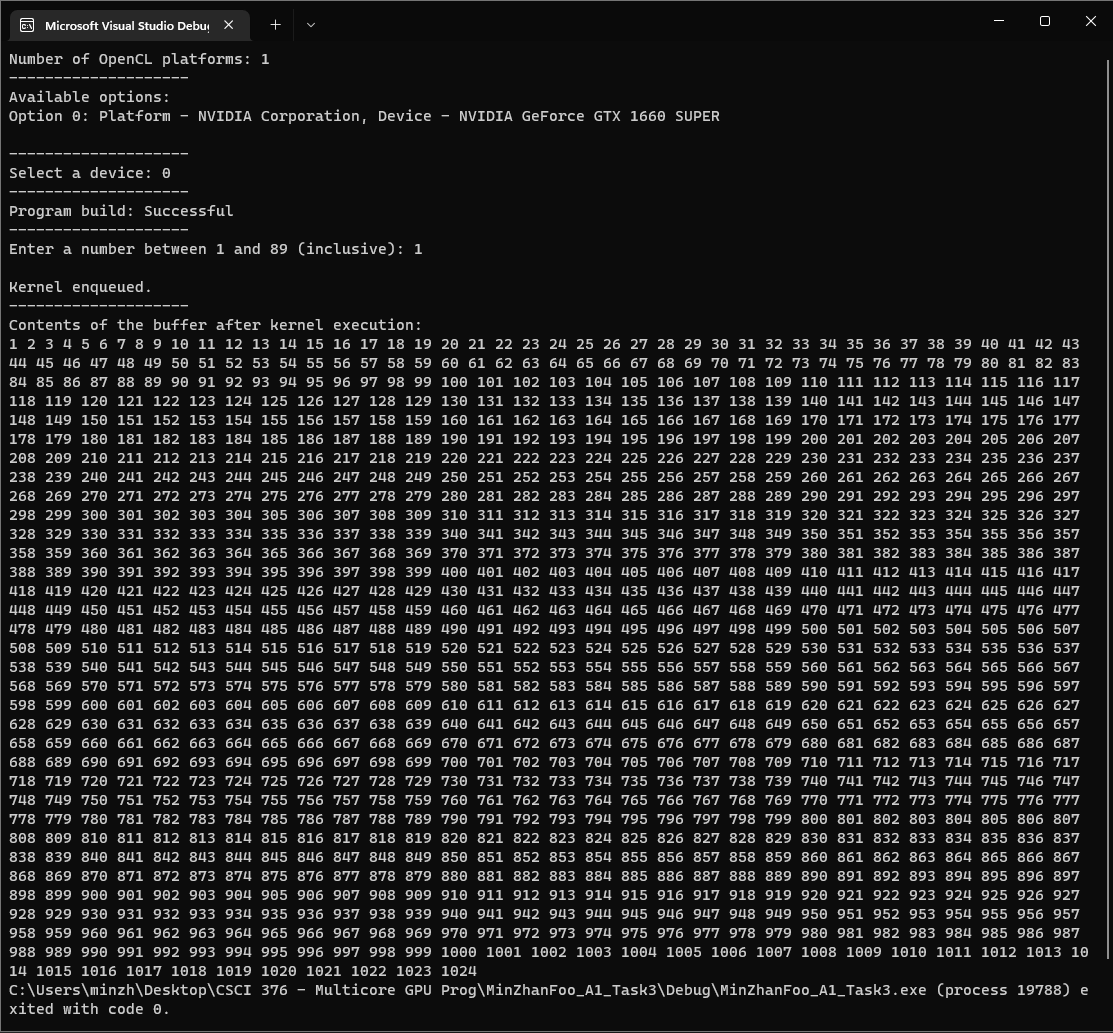 Microsoft Visual Studio Debug
Number of OpenCL platforms: 1
--------------------
Available options:
Option 0: Platform - NVIDIA Corporation, Device - NVIDIA GeForce GTX 1660 SUPER
--------------------
Select a device: 0
--------------------
Program build: Successful
--------------------
Enter a number between 1 and 89 (inclusive): 1
Kernel enqueued.
--------------------
Contents of the buffer after kernel execution:
1 2 3 4 5 6 7 8 9 10 11 12 13 14 15 16 17 18 19 20 21 22 23 24 25 26 27 28 29 30 31 32 33 34 35 36 37 38 39 40 41 42 43
44 45 46 47 48 49 50 51 52 53 54 55 56 57 58 59 60 61 62 63 64 65 66 67 68 69 70 71 72 73 74 75 76 77 78 79 80 81 82 83
84 85 86 87 88 89 90 91 92 93 94 95 96 97 98 99 100 101 102 103 104 105 106 107 108 109 110 111 112 113 114 115 116 117
118 119 120 121 122 123 124 125 126 127 128 129 130 131 132 133 134 135 136 137 138 139 140 141 142 143 144 145 146 147
148 149 150 151 152 153 154 155 156 157 158 159 160 161 162 163 164 165 166 167 168 169 170 171 172 173 174 175 176 177
178 179 180 181 182 183 184 185 186 187 188 189 190 191 192 193 194 195 196 197 198 199 200 201 202 203 204 205 206 207
208 209 210 211 212 213 214 215 216 217 218 219 220 221 222 223 224 225 226 227 228 229 230 231 232 233 234 235 236 237
238 239 240 241 242 243 244 245 246 247 248 249 250 251 252 253 254 255 256 257 258 259 260 261 262 263 264 265 266 267
268 269 270 271 272 273 274 275 276 277 278 279 280 281 282 283 284 285 286 287 288 289 290 291 292 293 294 295 296 297
298 299 300 301 302 303 304 305 306 307 308 309 310 311 312 313 314 315 316 317 318 319 320 321 322 323 324 325 326 327
328 329 330 331 332 333 334 335 336 337 338 339 340 341 342 343 344 345 346 347 348 349 350 351 352 353 354 355 356 357
358 359 360 361 362 363 364 365 366 367 368 369 370 371 372 373 374 375 376 377 378 379 380 381 382 383 384 385 386 387
388 389 390 391 392 393 394 395 396 397 398 399 400 401 402 403 404 405 406 407 408 409 410 411 412 413 414 415 416 417
418 419 420 421 422 423 424 425 426 427 428 429 430 431 432 433 434 435 436 437 438 439 440 441 442 443 444 445 446 447
448 449 450 451 452 453 454 455 456 457 458 459 460 461 462 463 464 465 466 467 468 469 470 471 472 473 474 475 476 477
478 479 480 481 482 483 484 485 486 487 488 489 490 491 492 493 494 495 496 497 498 499 500 501 502 503 504 505 506 507
508 509 510 511 512 513 514 515 516 517 518 519 520 521 522 523 524 525 526 527 528 529 530 531 532 533 534 535 536 537
538 539 540 541 542 543 544 545 546 547 548 549 550 551 552 553 554 555 556 557 558 559 560 561 562 563 564 565 566 567
568 569 570 571 572 573 574 575 576 577 578 579 580 581 582 583 584 585 586 587 588 589 590 591 592 593 594 595 596 597
598 599 600 601 602 603 604 605 606 607 608 609 610 611 612 613 614 615 616 617 618 619 620 621 622 623 624 625 626 627
628 629 630 631 632 633 634 635 636 637 638 639 640 641 642 643 644 645 646 647 648 649 650 651 652 653 654 655 656 657
658 659 660 661 662 663 664 665 666 667 668 669 670 671 672 673 674 675 676 677 678 679 680 681 682 683 684 685 686 687
688 689 690 691 692 693 694 695 696 697 698 699 700 701 702 703 704 705 706 707 708 709 710 711 712 713 714 715 716 717
718 719 720 721 722 723 724 725 726 727 728 729 730 731 732 733 734 735 736 737 738 739 740 741 742 743 744 745 746 747
748 749 750 751 752 753 754 755 756 757 758 759 760 761 762 763 764 765 766 767 768 769 770 771 772 773 774 775 776 777
778 779 780 781 782 783 784 785 786 787 788 789 790 791 792 793 794 795 796 797 798 799 800 801 802 803 804 805 806 807
808 809 810 811 812 813 814 815 816 817 818 819 820 821 822 823 824 825 826 827 828 829 830 831 832 833 834 835 836 837
838 839 840 841 842 843 844 845 846 847 848 849 850 851 852 853 854 855 856 857 858 859 860 861 862 863 864 865 866 867
868 869 870 871 872 873 874 875 876 877 878 879 880 881 882 883 884 885 886 887 888 889 890 891 892 893 894 895 896 897
898 899 900 901 902 903 904 905 906 907 908 909 910 911 912 913 914 915 916 917 918 919 920 921 922 923 924 925 926 927
928 929 930 931 932 933 934 935 936 937 938 939 940 941 942 943 944 945 946 947 948 949 950 951 952 953 954 955 956 957
958 959 960 961 962 963 964 965 966 967 968 969 970 971 972 973 974 975 976 977 978 979 980 981 982 983 984 985 986 987
988 989 990 991 992 993 994 995 996 997 998 999 1000 1001 1002 1003 1004 1005 1006 1007 1008 1009 1010 1011 1012 1013 10
14 1015 1016 1017 1018 1019 1020 1021 1022 1023 1024
C:\Users\minzh\Desktop\CSCI 376 - Multicore GPU Prog\MinZhanFoo_A1_Task3\Debug\MinZhanFoo_A1_Task3.exe (process 19788) e
xited with code 0.